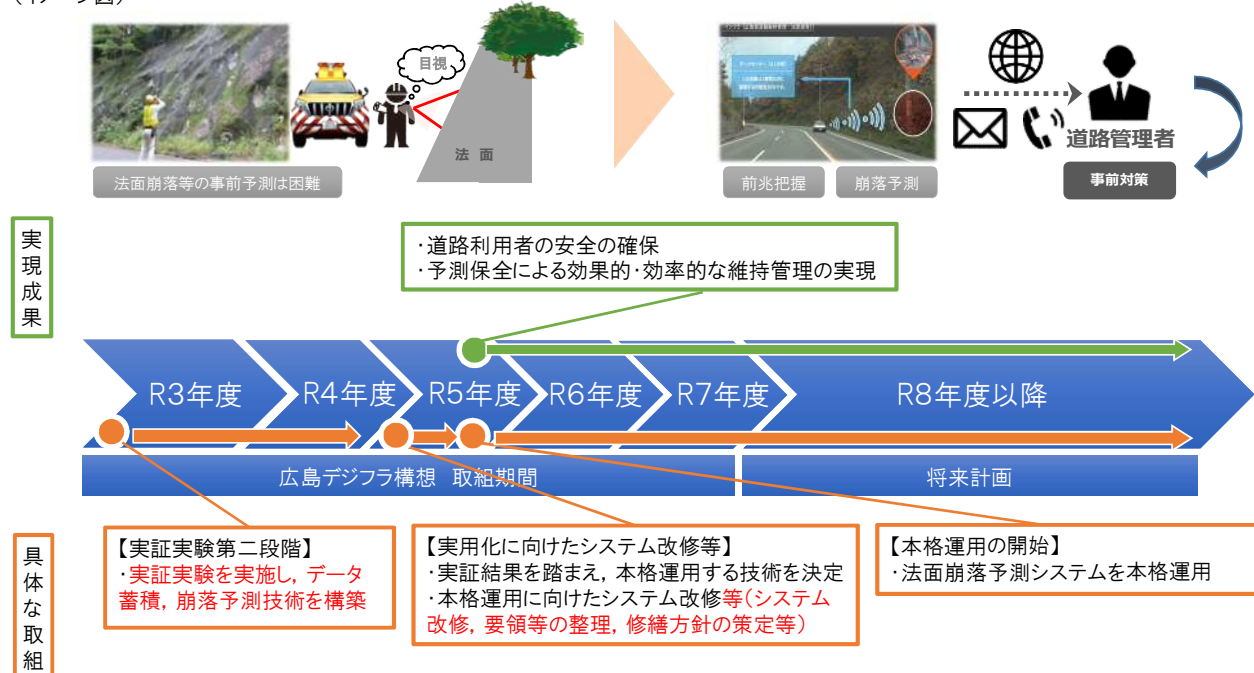 目視
法 面
法面崩落等の事前予測は困難
前兆把握
崩落予測
道路管理者
事前対策
実現成果
・道路利用者の安全の確保
・予測保全による効果的・効率的な維持管理の実現
R3年度
R4年度
R5年度
R6年度
R7年度
R8年度以降
広島デジフラ構想 取組期間
将来計画
具体な取組
【実証実験第二段階】
・実証実験を実施し，データ
蓄積，崩落予測技術を構築
【実用化に向けたシステム改修等】
・実証結果を踏まえ，本格運用する技術を決定
・本格運用に向けたシステム改修等（システム
改修，要領等の整理，修繕方針の策定等）
【本格運用の開始】
・法面崩落予測システムを本格運用